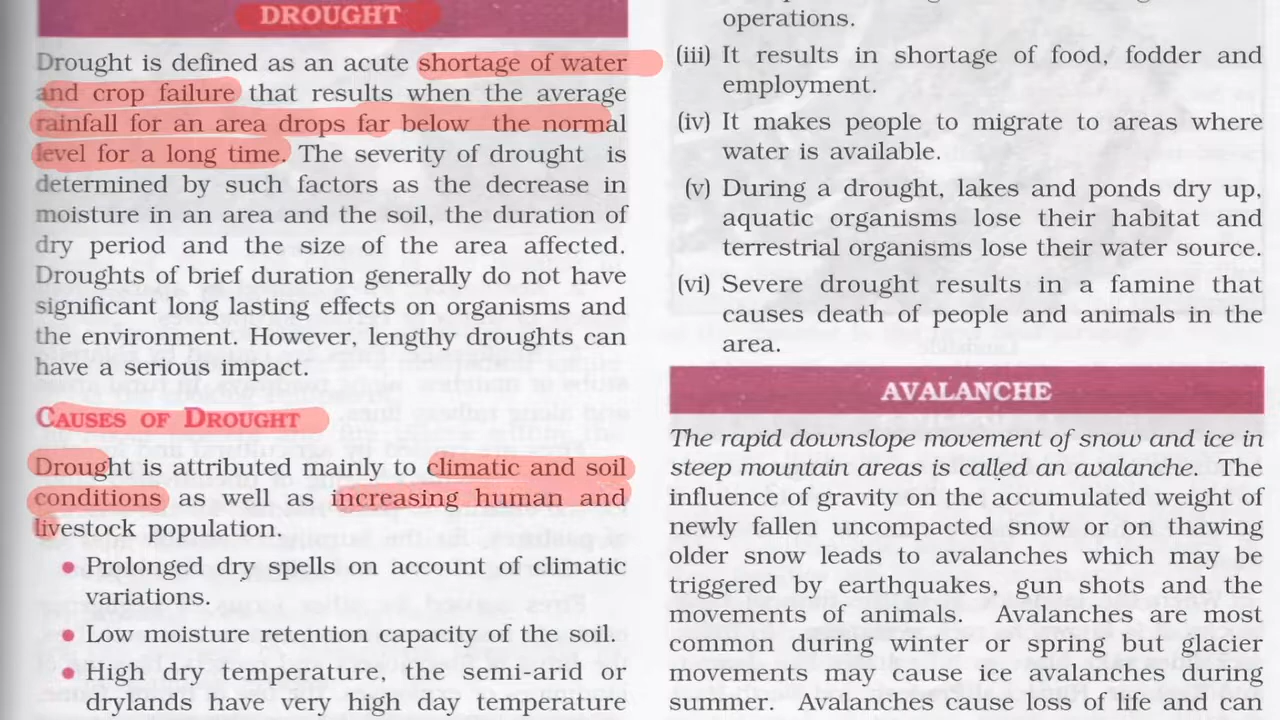 DROUGHT
Drought is defined as an acute shortage of water
and crop failure that results when the average
rainfall for an area drops far below the normal
level for a long time. The severity of drought is
determined by such factors as the decrease in
moisture in an area and the soil, the duration of
dry period and the size of the area affected.
Droughts of brief duration generally do not have
significant long lasting effects on organisms and
the environment. However, lengthy droughts can
have a serious impact.
CAUSES OF DROUGHT
Drought is attributed mainly to climatic and soil
conditions as well as increasing human and
livestock population.
• Prolonged dry spells on account of climatic
variations.
• Low moisture retention capacity of the soil.
• High dry temperature, the semi-arid or
drylands have very high day temperature
operations.
(iii) It results in shortage of food, fodder and
employment.
(iv) It makes people to migrate to areas where
water is available.
(v) During a drought, lakes and ponds dry up,
aquatic organisms lose their habitat and
terrestrial organisms lose their water source.
(vi) Severe drought results in a famine that
causes death of people and animals in the
area.
AVALANCHE
The rapid downslope movement of snow and ice in
steep mountain areas is called an avalanche. The
influence of gravity on the accumulated weight of
newly fallen uncompacted snow or on thawing
older snow leads to avalanches which may be
triggered by earthquakes, gun shots and the
movements of animals. Avalanches are most
common during winter or spring but glacier
movements may cause ice avalanches during
summer. Avalanches cause loss of life and can